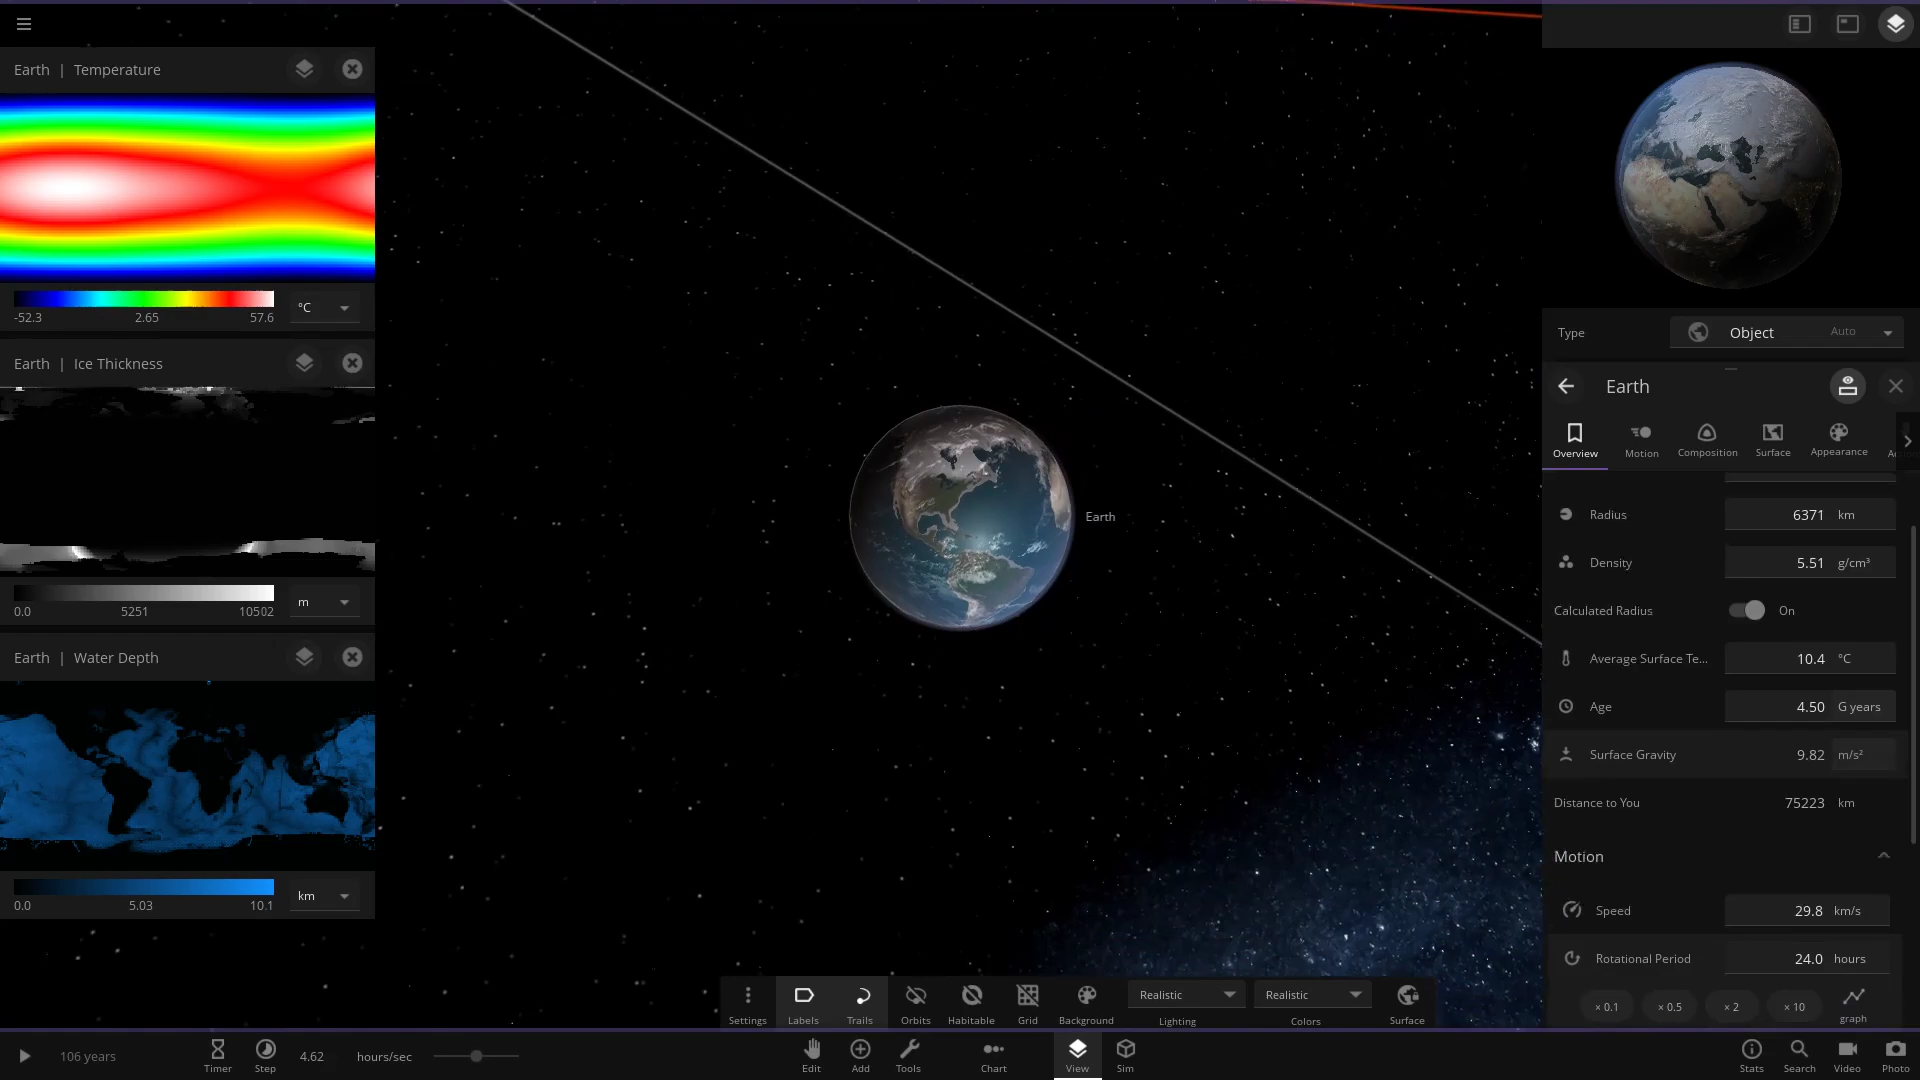 Earth | Temperature
-52.3 2.65 57.6 °C
Earth | Ice Thickness
0.0 5251 10502 m
Earth | Water Depth
0.0 5.03 10.1 km
Earth
Type Object Auto
Earth
Overview Motion Composition Surface Appearance
Radius 6371 km
Density 5.51 g/cm³
Calculated Radius On
Average Surface Te... 10.4 °C
Age 4.50 G years
Surface Gravity 9.82 m/s²
Distance to You 75223 km
Motion
Speed 29.8 km/s
Rotational Period 24.0 hours
× 0.1 × 0.5 × 2 × 10 graph
Realistic Realistic
Settings Labels Trails Orbits Habitable Grid Background Lighting Colors Surface
106 years Timer Step 4.62 hours/sec Edit Add Tools Chart View Sim Stats Search Video Photo